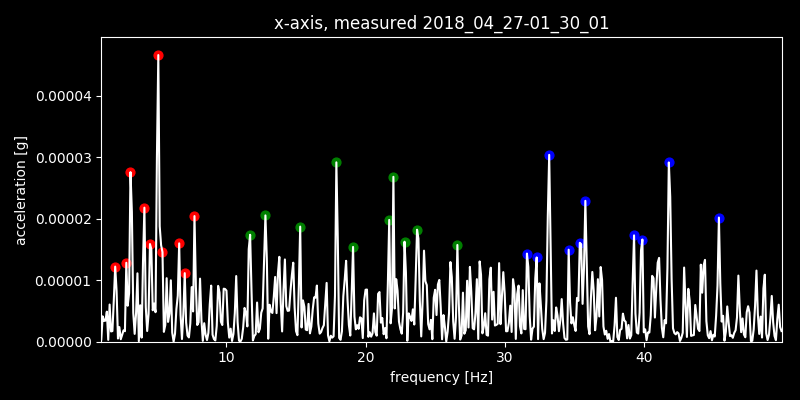 x-axis, measured 2018_04_27-01_30_01
acceleration [g]
0.00004
0.00003
0.00002
0.00001
0.00000
10 20 30 40
frequency [Hz]